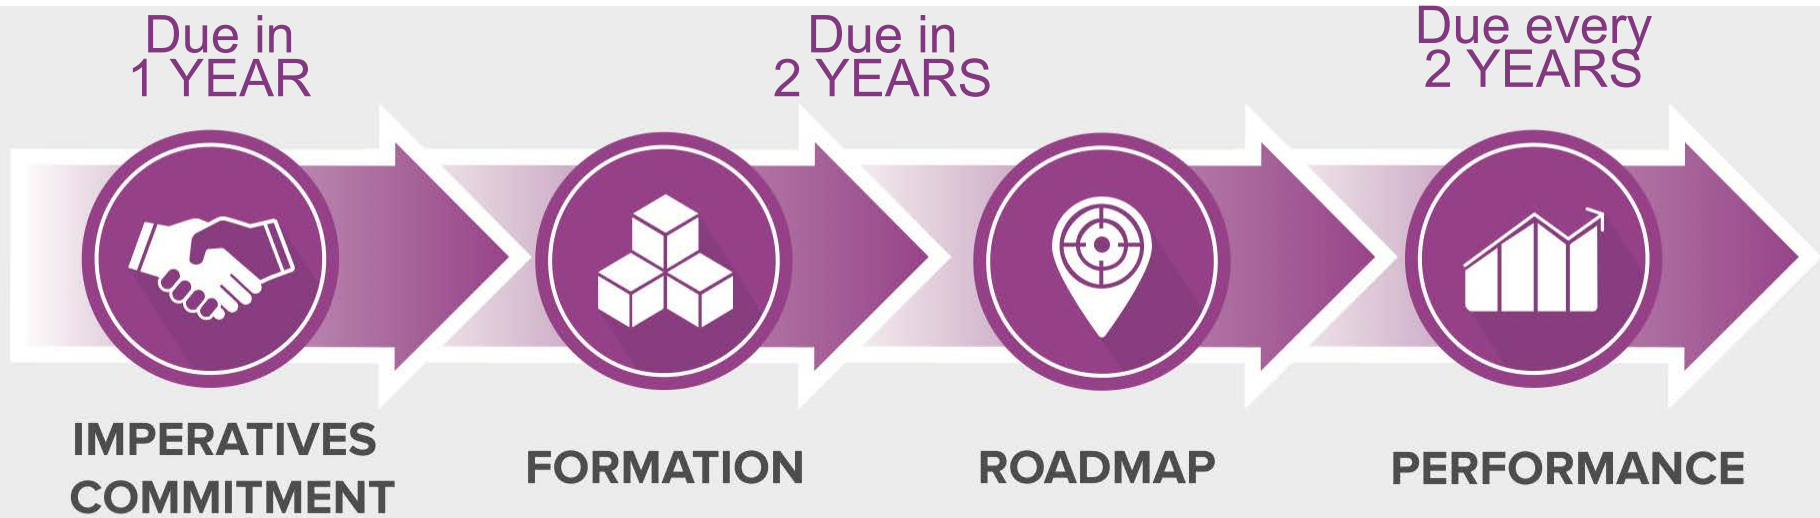 Due in
1 YEAR
Due in
2 YEARS
Due every
2 YEARS
IMPERATIVES
COMMITMENT
FORMATION
ROADMAP
PERFORMANCE